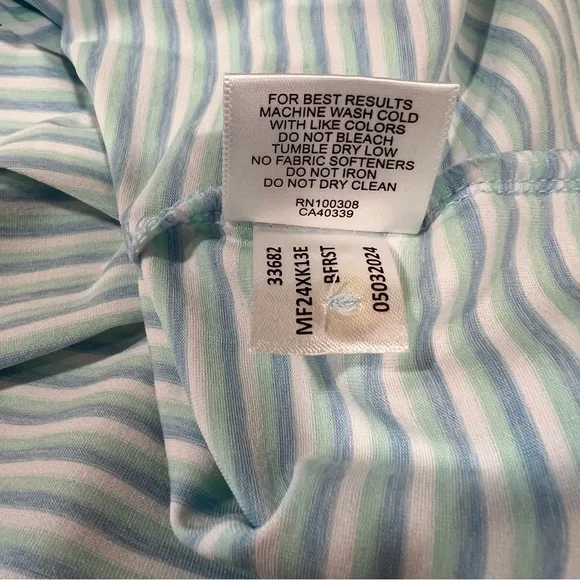 FOR BEST RESULTS
MACHINE WASH COLD
WITH LIKE COLORS
DO NOT BLEACH
TUMBLE DRY LOW
NO FABRIC SOFTENERS
DO NOT IRON
DO NOT DRY CLEAN
RN100308
CA40339
33682
MF24XK13E
BFRST
05032024